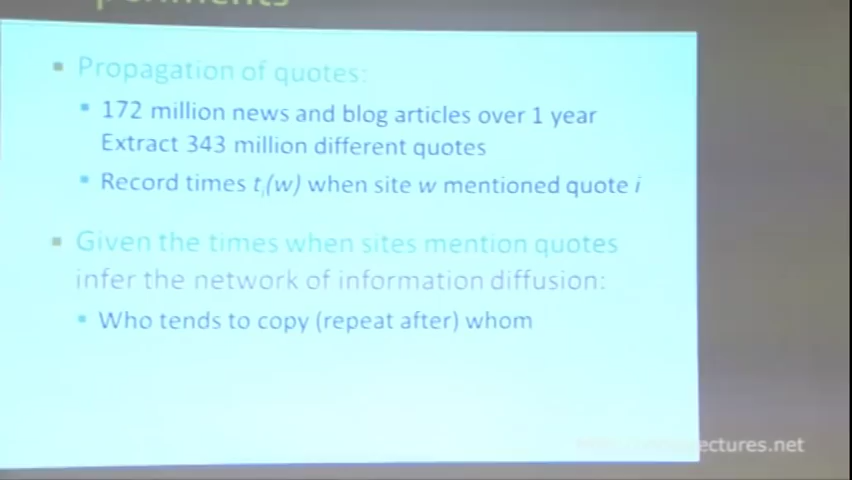 Propagation of quotes:
172 million news and blog articles over 1 year
Extract 343 million different quotes
Record times tᵢ(w) when site w mentioned quote i
Given the times when sites mention quotes
infer the network of information diffusion:
Who tends to copy (repeat after) whom
ectures.net